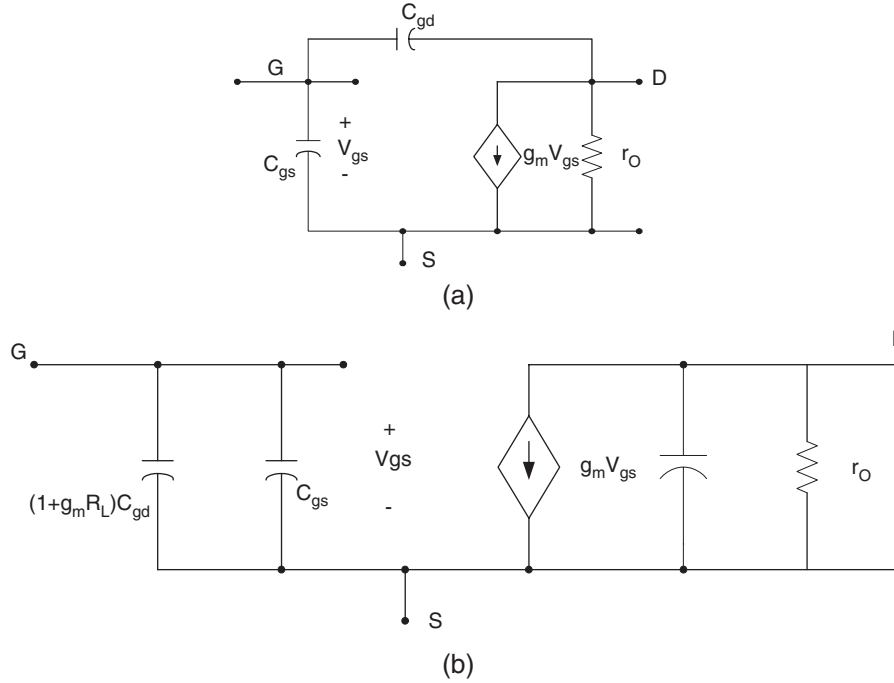 C_gd
G
D
+
V_gs
-
C_gs
g_mV_gs
r_O
S
(a)
G
+
Vgs
-
(1+g_mR_L)C_gd
C_gs
g_mV_gs
r_O
S
(b)